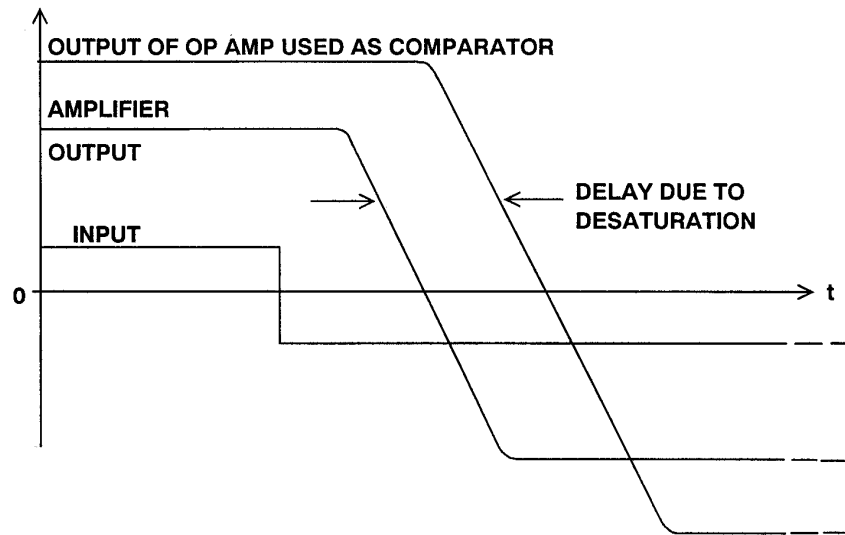 OUTPUT OF OP AMP USED AS COMPARATOR
AMPLIFIER
OUTPUT
DELAY DUE TO
DESATURATION
INPUT
0
t